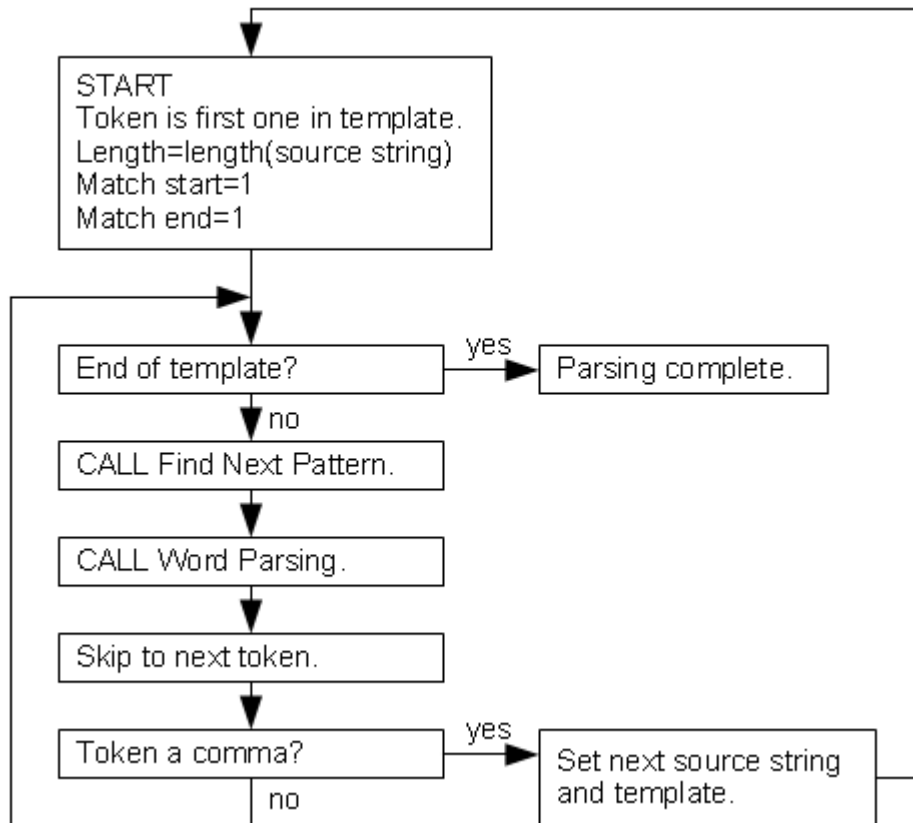 START
Token is first one in template.
Length=length(source string)
Match start=1
Match end=1
End of template?
yes
Parsing complete.
no
CALL Find Next Pattern.
CALL Word Parsing.
Skip to next token.
Token a comma?
yes
Set next source string
and template.
no